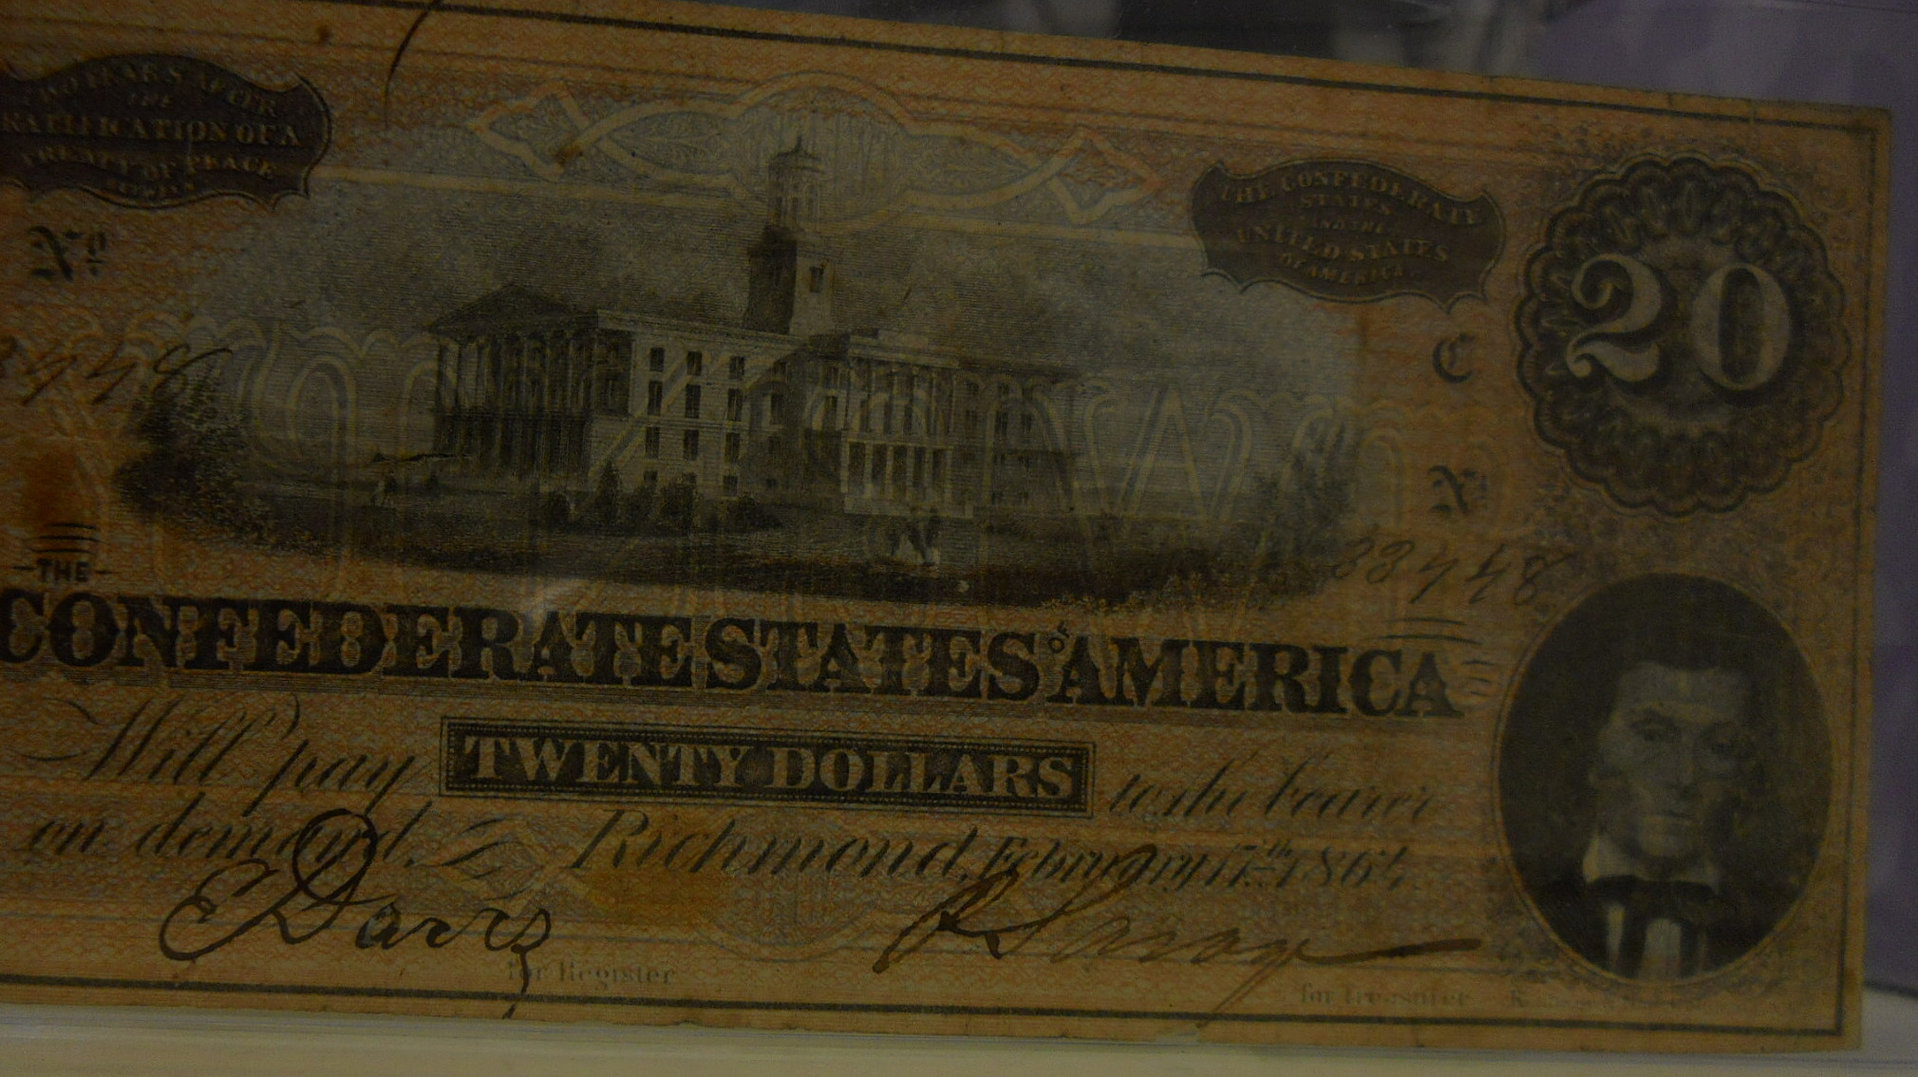 TWO YEARS AFTER
THE
RATIFICATION OF A
TREATY OF PEACE
BETWEEN
THE CONFEDERATE
STATES
AND THE
UNITED STATES
OF AMERICA
20
No
C
No
33448
THE
CONFEDERATE STATES OF AMERICA
Will pay TWENTY DOLLARS to the bearer
on demand. Richmond, February 17th 1864.
E Davis
for Register
for Treasurer